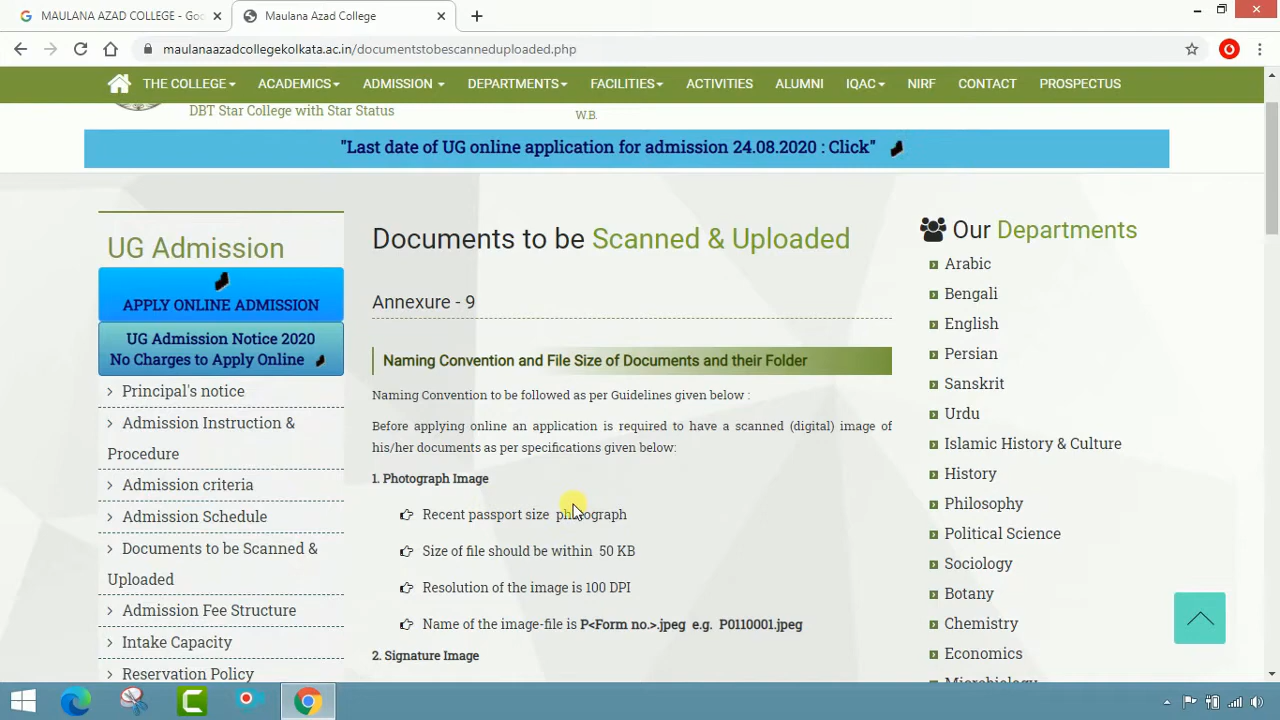 MAULANA AZAD COLLEGE - Goo
Maulana Azad College
maulanaazadcollegekolkata.ac.in/documentstobescanneduploaded.php
THE COLLEGE
ACADEMICS
ADMISSION
DEPARTMENTS
FACILITIES
ACTIVITIES
ALUMNI
IQAC
NIRF
CONTACT
PROSPECTUS
DBT Star College with Star Status
W.B.
"Last date of UG online application for admission 24.08.2020 : Click"
UG Admission
APPLY ONLINE ADMISSION
UG Admission Notice 2020
No Charges to Apply Online
Principal's notice
Admission Instruction &
Procedure
Admission criteria
Admission Schedule
Documents to be Scanned &
Uploaded
Admission Fee Structure
Intake Capacity
Reservation Policy
Documents to be Scanned & Uploaded
Annexure - 9
Naming Convention and File Size of Documents and their Folder
Naming Convention to be followed as per Guidelines given below :
Before applying online an application is required to have a scanned (digital) image of
his/her documents as per specifications given below:
1. Photograph Image
Recent passport size photograph
Size of file should be within 50 KB
Resolution of the image is 100 DPI
Name of the image-file is P<Form no.>.jpeg e.g. P0110001.jpeg
2. Signature Image
Our Departments
Arabic
Bengali
English
Persian
Sanskrit
Urdu
Islamic History & Culture
History
Philosophy
Political Science
Sociology
Botany
Chemistry
Economics
Microbiology